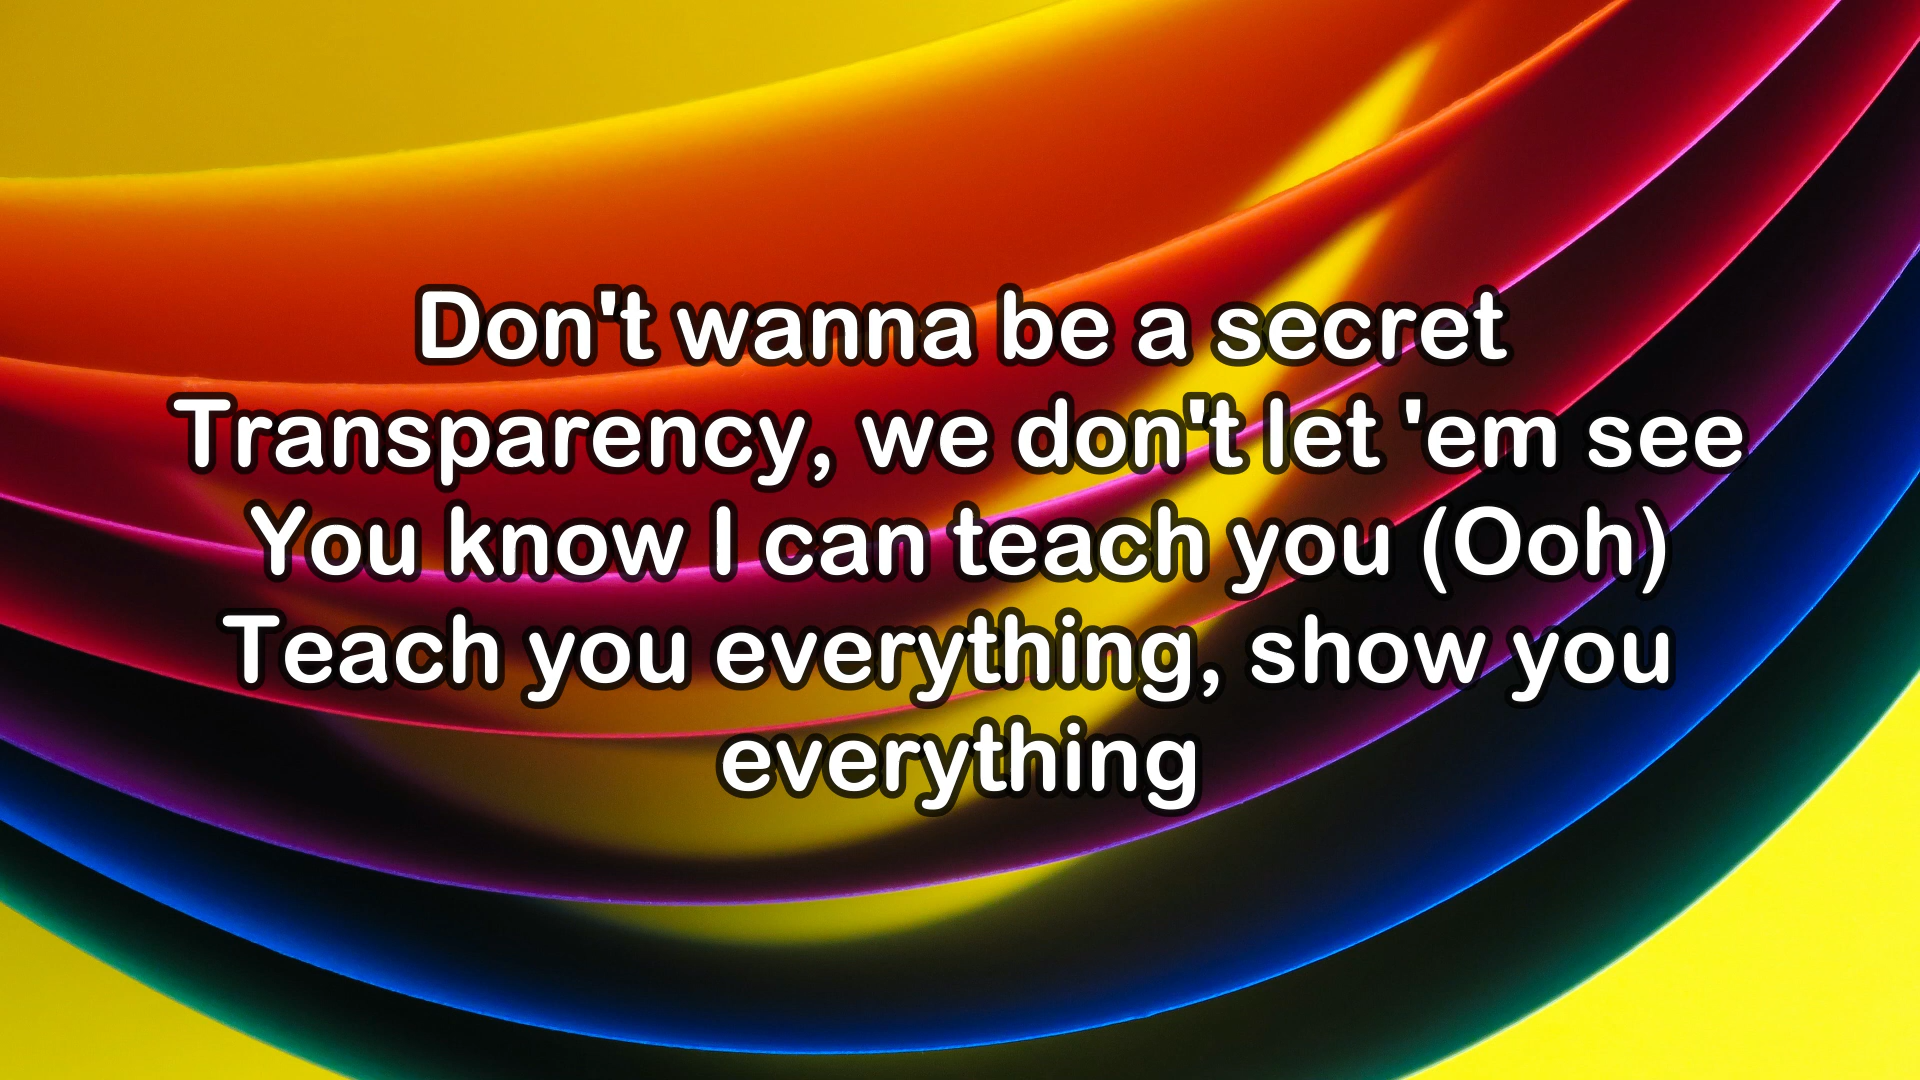 Don't wanna be a secret
Transparency, we don't let 'em see
You know I can teach you (Ooh)
Teach you everything, show you
everything